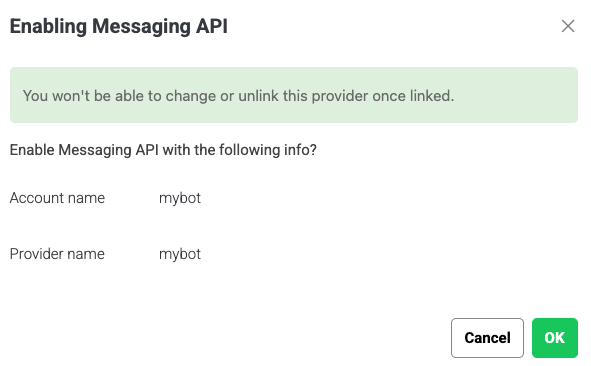 Enabling Messaging API
You won't be able to change or unlink this provider once linked.
Enable Messaging API with the following info?
Account name mybot
Provider name mybot
Cancel OK